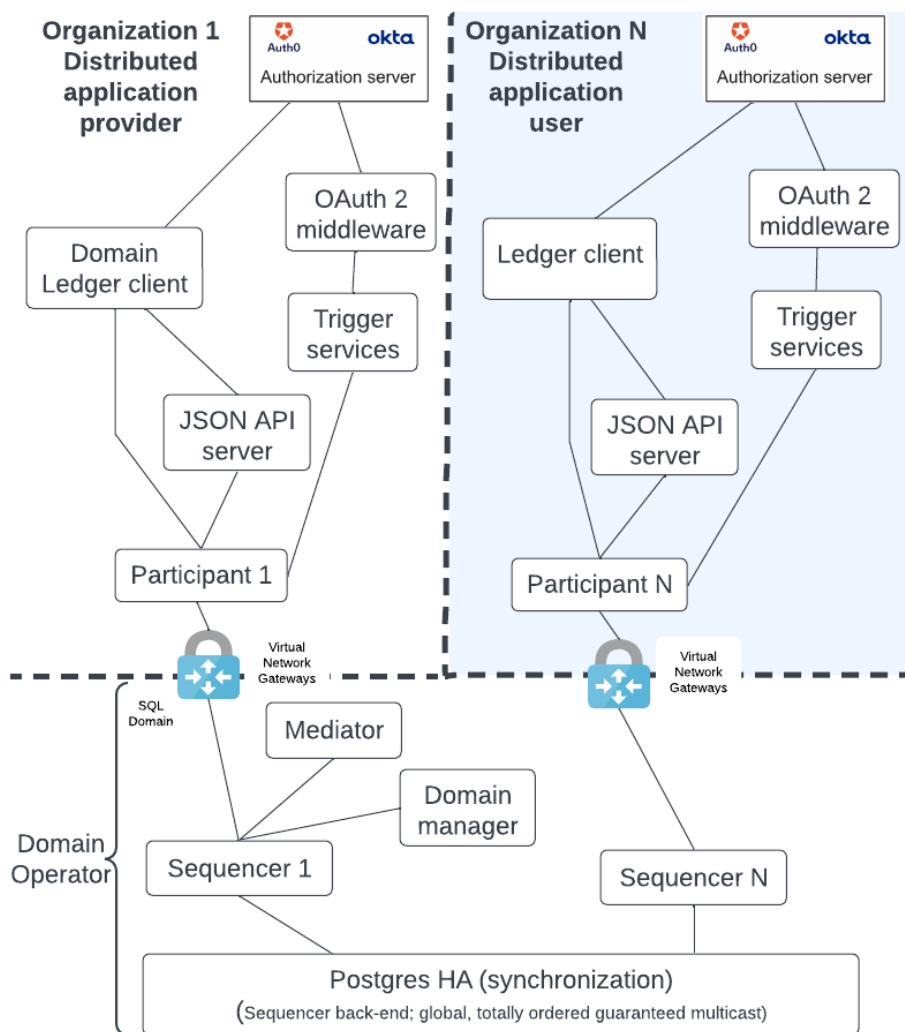 Organization 1
Distributed
application
provider
Auth0
okta
Authorization server
OAuth 2
middleware
Domain
Ledger client
Trigger
services
JSON API
server
Participant 1
Virtual
Network
Gateways
Organization N
Distributed
application
user
Auth0
okta
Authorization server
OAuth 2
middleware
Ledger client
Trigger
services
JSON API
server
Participant N
Virtual
Network
Gateways
SQL
Domain
Mediator
Domain
manager
Domain
Operator
Sequencer 1
Sequencer N
Postgres HA (synchronization)
(Sequencer back-end; global, totally ordered guaranteed multicast)